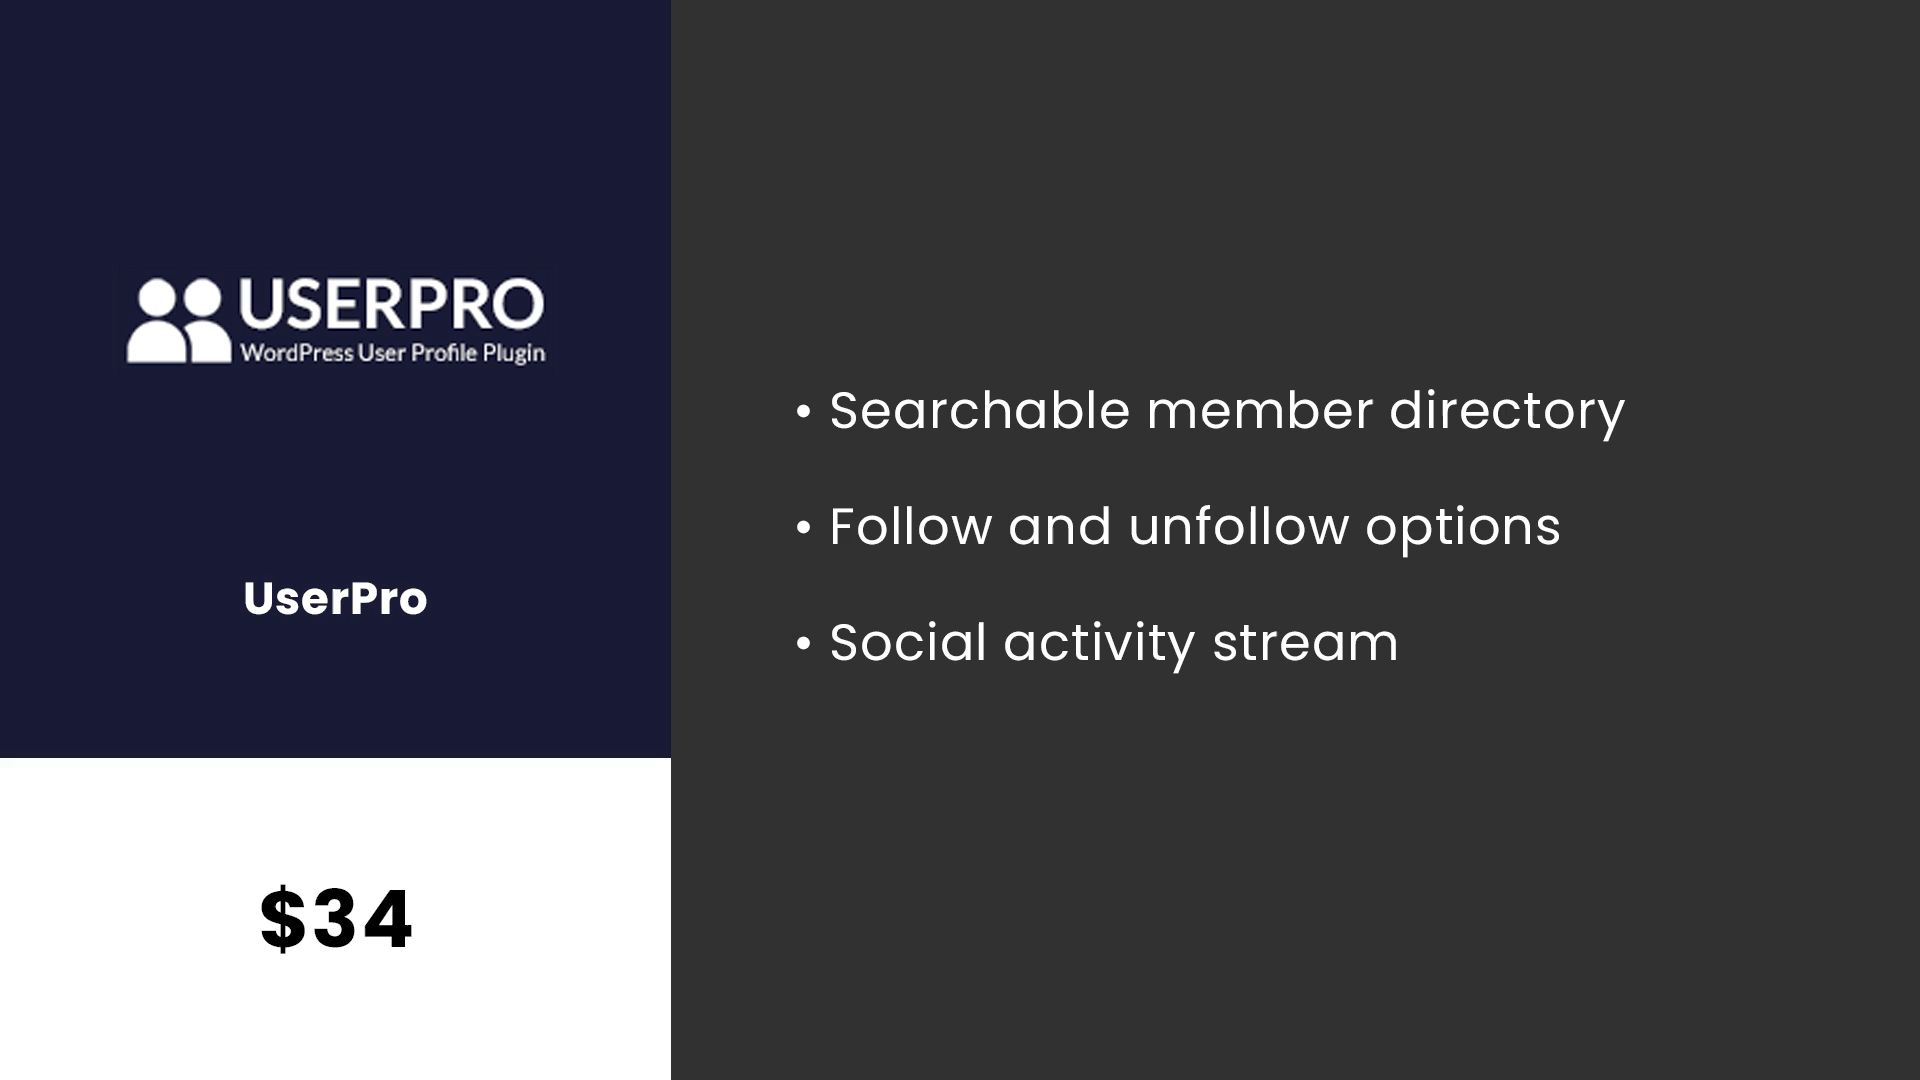 USERPRO
WordPress User Profile Plugin
UserPro
$34
• Searchable member directory
• Follow and unfollow options
• Social activity stream